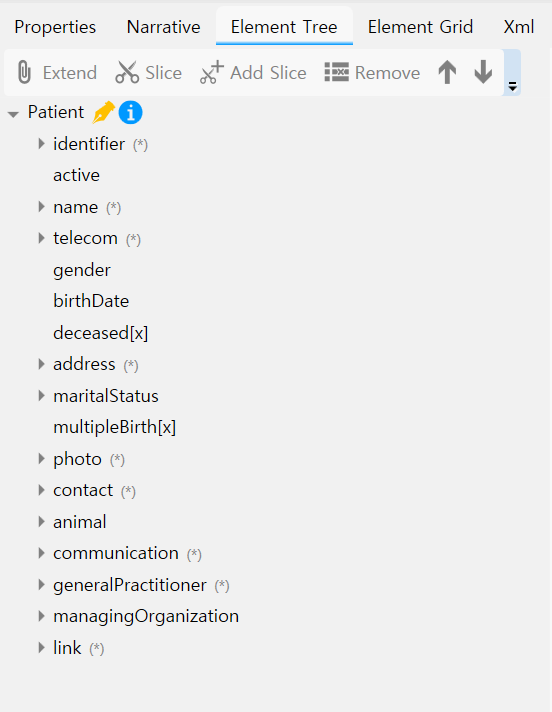 Properties Narrative Element Tree Element Grid Xml
Extend Slice Add Slice Remove
Patient
identifier (*)
active
name (*)
telecom (*)
gender
birthDate
deceased[x]
address (*)
maritalStatus
multipleBirth[x]
photo (*)
contact (*)
animal
communication (*)
generalPractitioner (*)
managingOrganization
link (*)